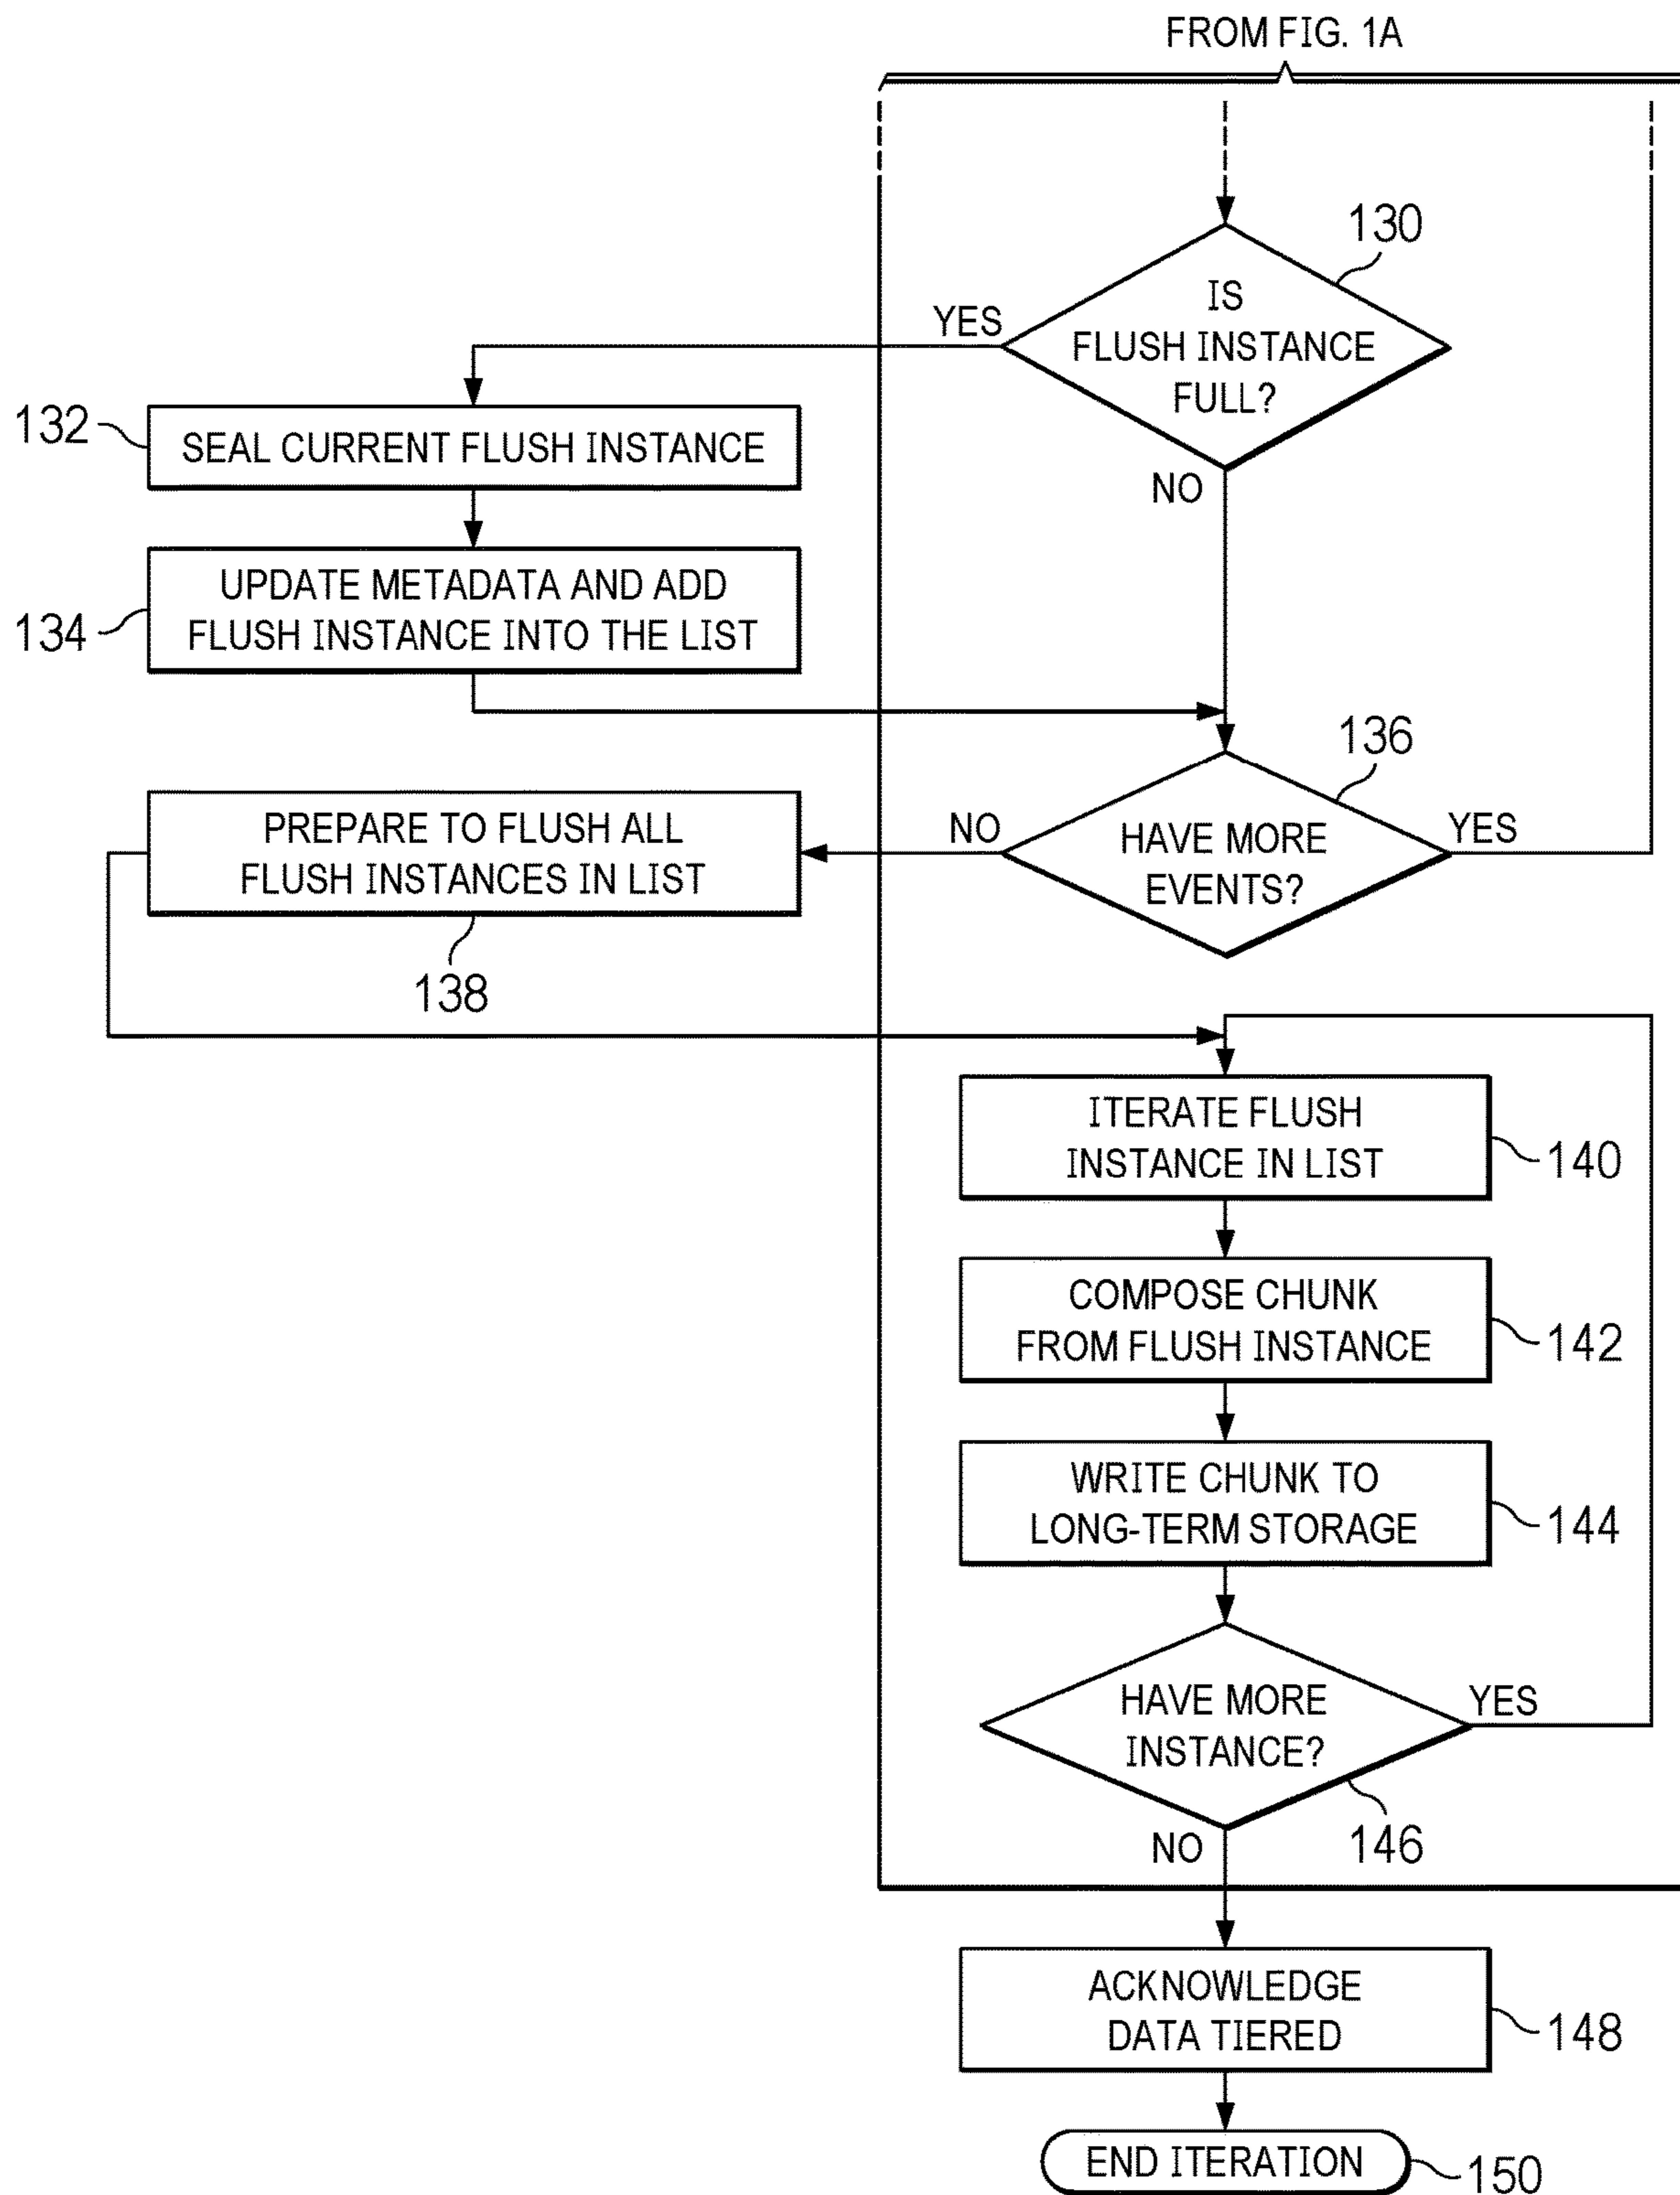 FROM FIG. 1A
130
IS
FLUSH INSTANCE
FULL?
YES
NO
132
SEAL CURRENT FLUSH INSTANCE
134
UPDATE METADATA AND ADD
FLUSH INSTANCE INTO THE LIST
136
HAVE MORE
EVENTS?
NO
YES
PREPARE TO FLUSH ALL
FLUSH INSTANCES IN LIST
138
ITERATE FLUSH
INSTANCE IN LIST
140
COMPOSE CHUNK
FROM FLUSH INSTANCE
142
WRITE CHUNK TO
LONG-TERM STORAGE
144
HAVE MORE
INSTANCE?
YES
146
NO
ACKNOWLEDGE
DATA TIERED
148
END ITERATION
150